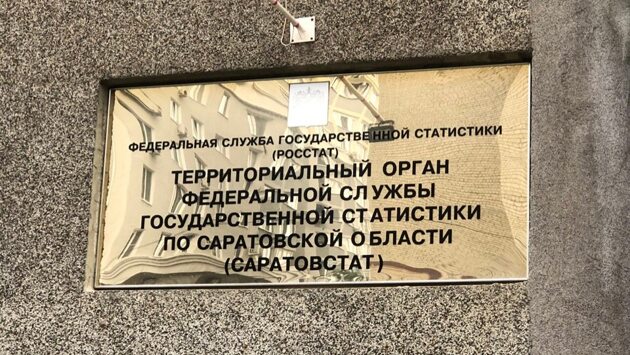 ФЕДЕРАЛЬНАЯ СЛУЖБА ГОСУДАРСТВЕННОЙ СТАТИСТИКИ
(РОССТАТ)
ТЕРРИТОРИАЛЬНЫЙ ОРГАН
ФЕДЕРАЛЬНОЙ СЛУЖБЫ
ГОСУДАРСТВЕННОЙ СТАТИСТИКИ
ПО САРАТОВСКОЙ ОБЛАСТИ
(САРАТОВСТАТ)